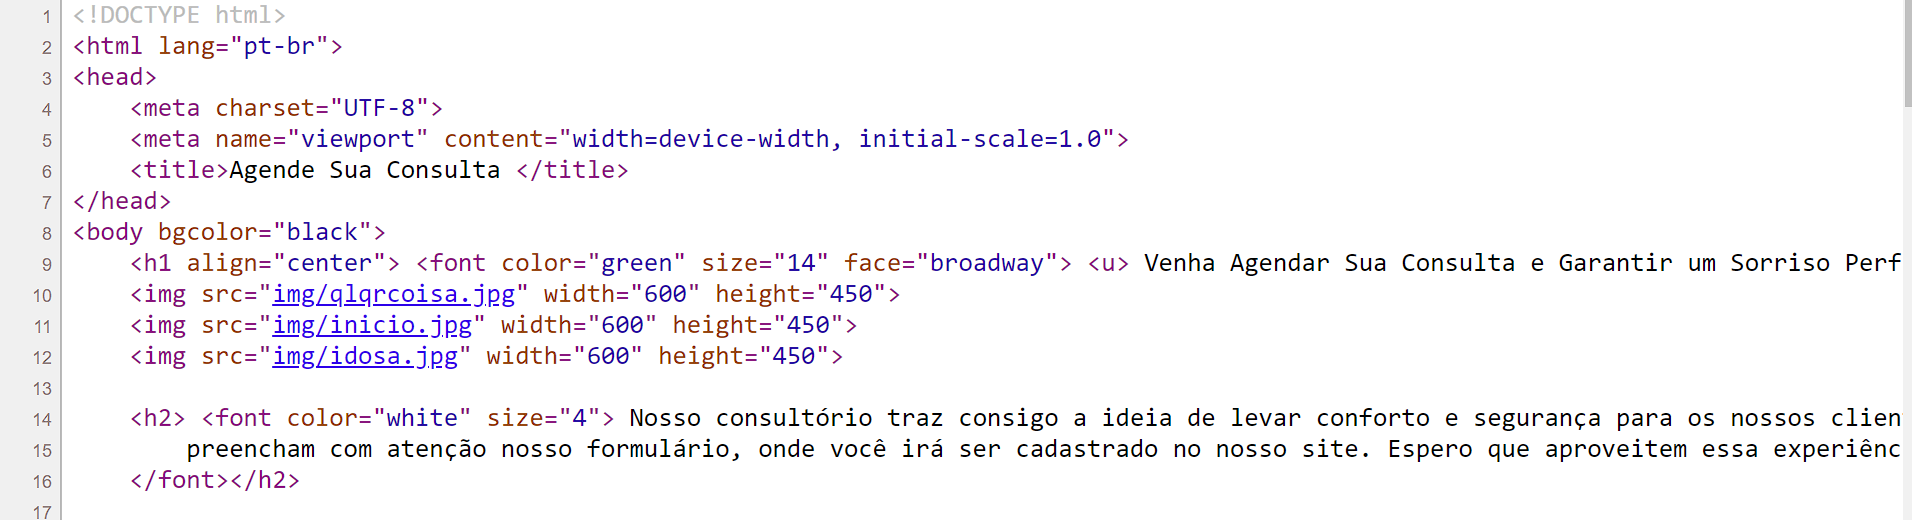 1 <!DOCTYPE html>
2 <html lang="pt-br">
3 <head>
4     <meta charset="UTF-8">
5     <meta name="viewport" content="width=device-width, initial-scale=1.0">
6     <title>Agende Sua Consulta </title>
7 </head>
8 <body bgcolor="black">
9     <h1 align="center"> <font color="green" size="14" face="broadway"> <u> Venha Agendar Sua Consulta e Garantir um Sorriso Perf
10     <img src="img/qlqrcoisa.jpg" width="600" height="450">
11     <img src="img/inicio.jpg" width="600" height="450">
12     <img src="img/idosa.jpg" width="600" height="450">
13
14     <h2> <font color="white" size="4"> Nosso consultório traz consigo a ideia de levar conforto e segurança para os nossos clien
15         preencham com atenção nosso formulário, onde você irá ser cadastrado no nosso site. Espero que aproveitem essa experiênc
16     </font></h2>
17